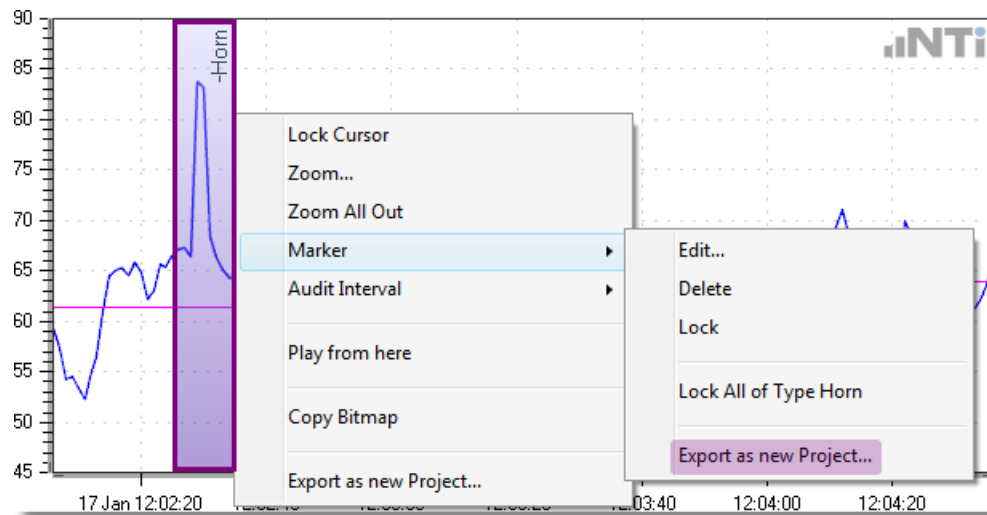 90
85
80
75
70
65
60
55
50
45
-Horn
NTi
Lock Cursor
Zoom...
Zoom All Out
Marker
Audit Interval
Play from here
Copy Bitmap
Export as new Project...
Edit...
Delete
Lock
Lock All of Type Horn
Export as new Project...
17 Jan 12:02:20
:03:40
12:04:00
12:04:20